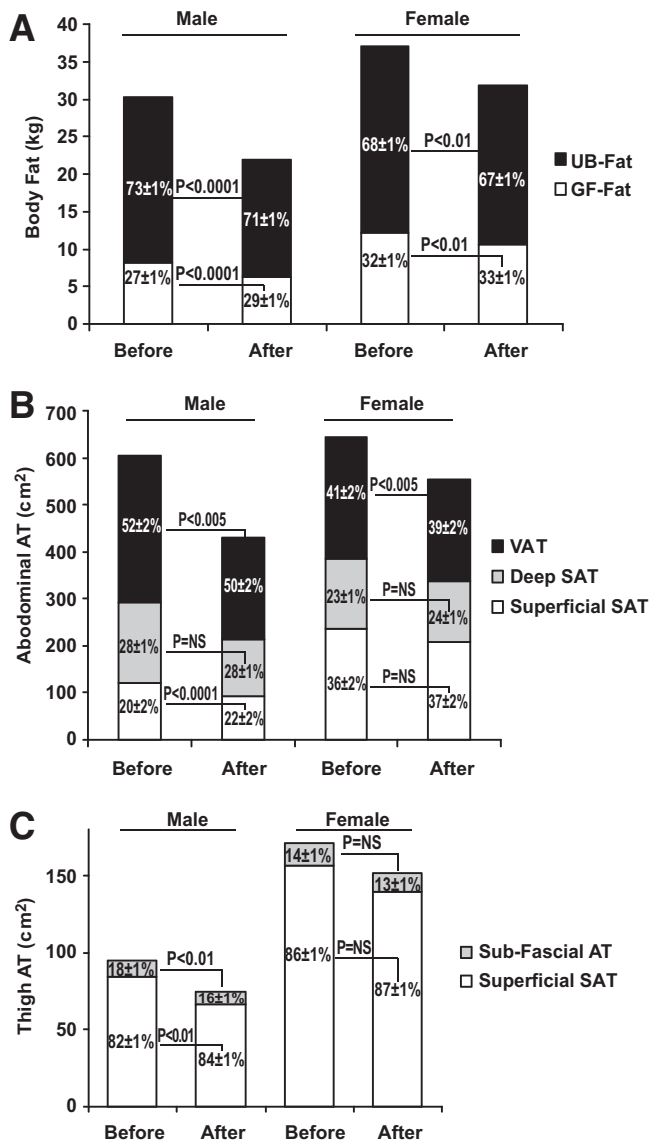 A
Male
Female
40
35
30
25
20
15
10
5
0
Body Fat (kg)
73±1%
P<0.0001
71±1%
27±1%
P<0.0001
29±1%
68±1%
P<0.01
67±1%
32±1%
P<0.01
33±1%
UB-Fat
GF-Fat
Before
After
Before
After
B
Male
Female
700
600
500
400
300
200
100
0
Abodominal AT (cm²)
52±2%
P<0.005
50±2%
28±1%
P=NS
28±1%
20±2%
P<0.0001
22±2%
41±2%
P<0.005
39±2%
23±1%
P=NS
24±1%
36±2%
P=NS
37±2%
VAT
Deep SAT
Superficial SAT
Before
After
Before
After
C
Male
Female
150
100
50
0
Thigh AT (cm²)
18±1%
P<0.01
16±1%
82±1%
P<0.01
84±1%
14±1%
P=NS
13±1%
86±1%
P=NS
87±1%
Sub-Fascial AT
Superficial SAT
Before
After
Before
After